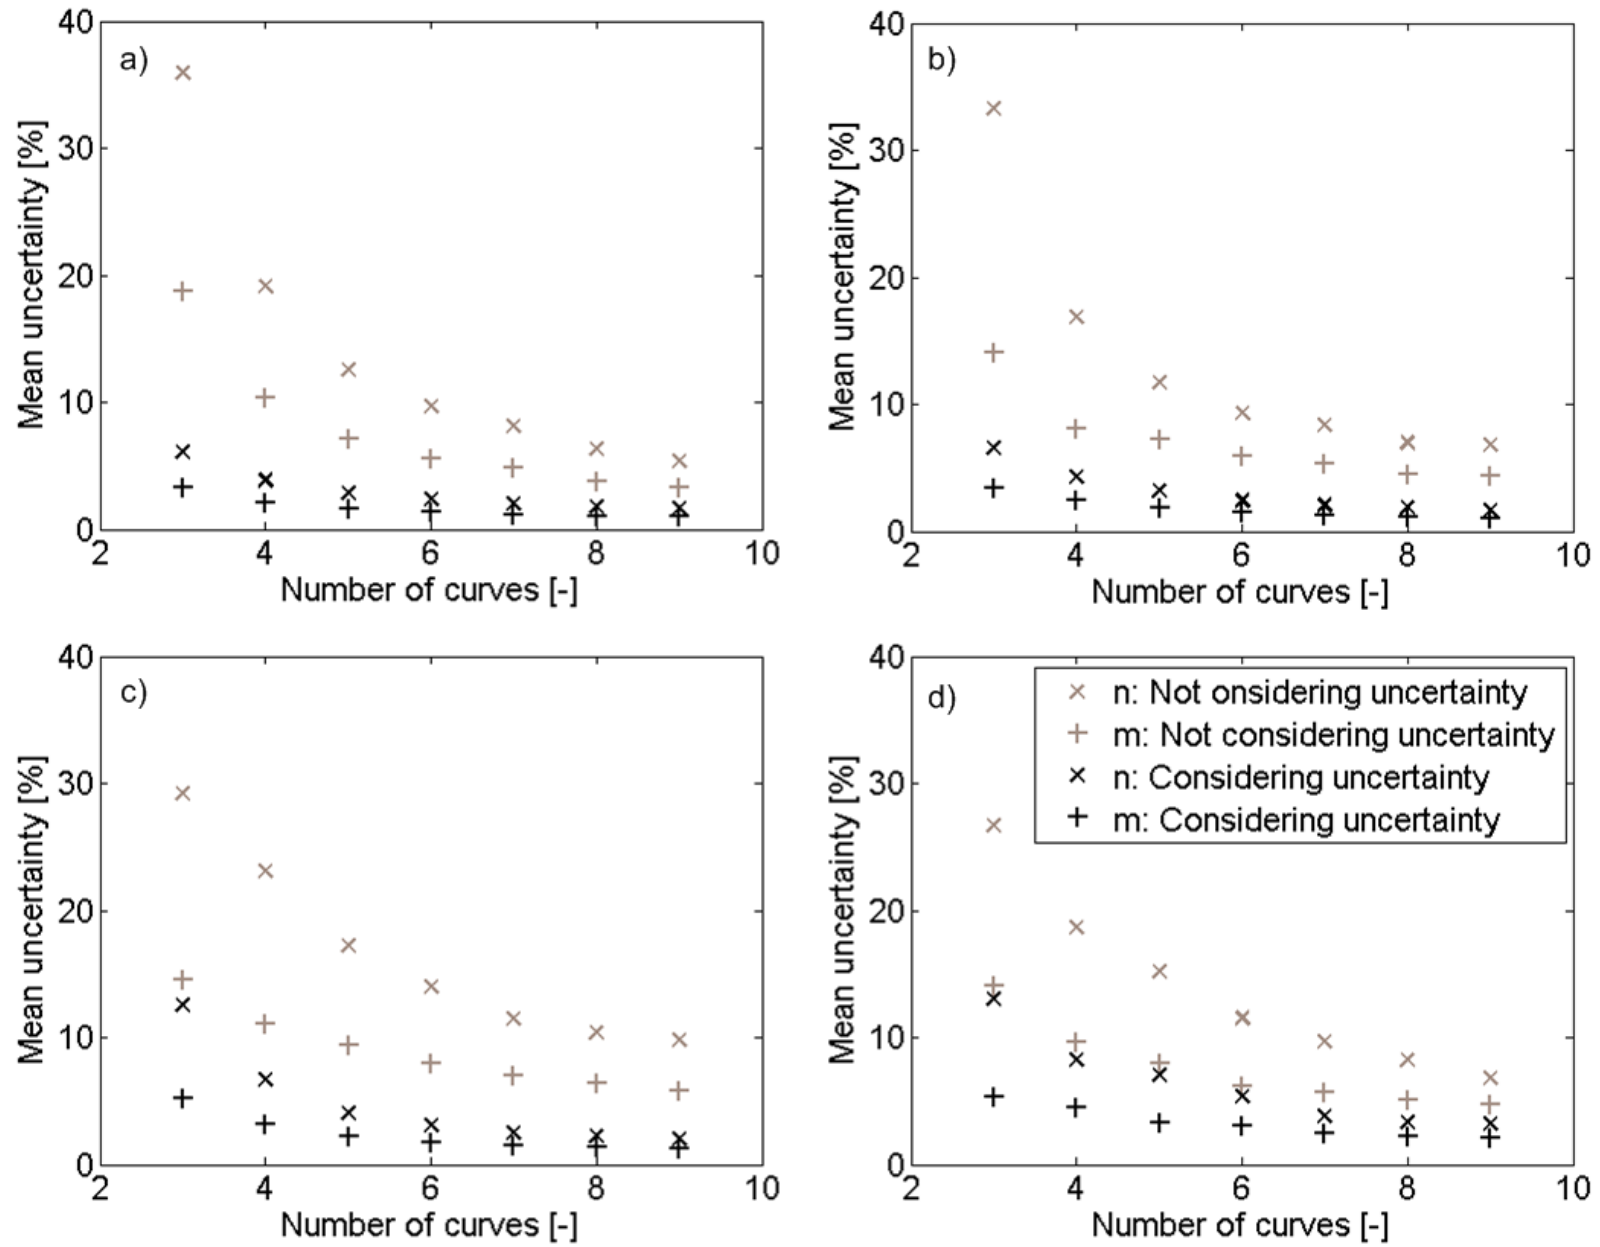 a)
40
30
20
10
0
2
4
6
8
10
Mean uncertainty [%]
Number of curves [-]
b)
40
30
20
10
0
2
4
6
8
10
Mean uncertainty [%]
Number of curves [-]
c)
40
30
20
10
0
2
4
6
8
10
Mean uncertainty [%]
Number of curves [-]
d)
n: Not onsidering uncertainty
m: Not considering uncertainty
n: Considering uncertainty
m: Considering uncertainty
40
30
20
10
0
2
4
6
8
10
Mean uncertainty [%]
Number of curves [-]